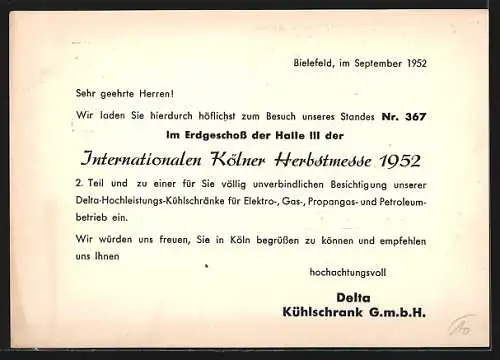 Bielefeld, im September 1952
Sehr geehrte Herren!
Wir laden Sie hierdurch höflichst zum Besuch unseres Standes Nr. 367
im Erdgeschoß der Halle III der
Internationalen Kölner Herbstmesse 1952
2. Teil und zu einer für Sie völlig unverbindlichen Besichtigung unserer
Delta-Hochleistungs-Kühlschränke für Elektro-, Gas-, Propangas- und Petroleum-
betrieb ein.
Wir würden uns freuen, Sie in Köln begrüßen zu können und empfehlen
uns Ihnen
hochachtungsvoll
Delta
Kühlschrank G.m.b.H.